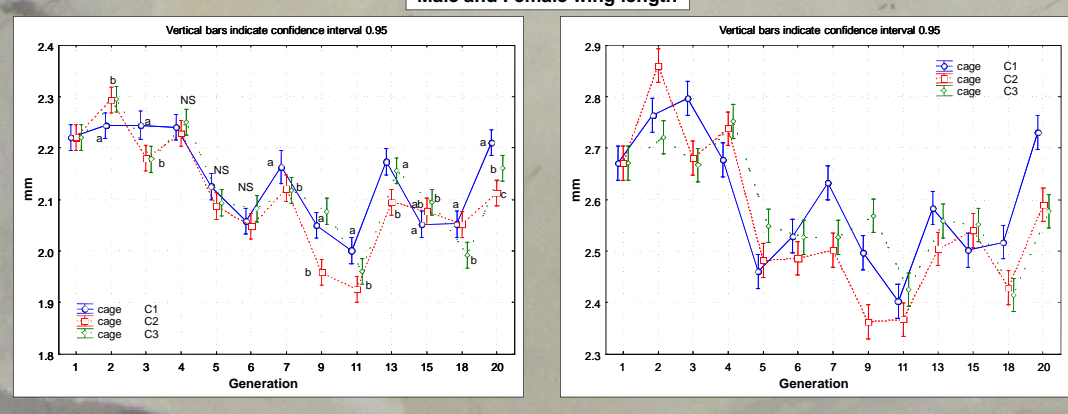 Male and Female wing length
Vertical bars indicate confidence interval 0.95
2.4
2.3
2.2
2.1
2.0
1.9
1.8
mm
1 2 3 4 5 6 7 9 11 13 15 18 20
Generation
a b a b NS NS NS a b a b a b a b a ab b a a b c
cage C1
cage C2
cage C3
Vertical bars indicate confidence interval 0.95
2.9
2.8
2.7
2.6
2.5
2.4
2.3
mm
1 2 3 4 5 6 7 9 11 13 15 18 20
Generation
cage C1
cage C2
cage C3